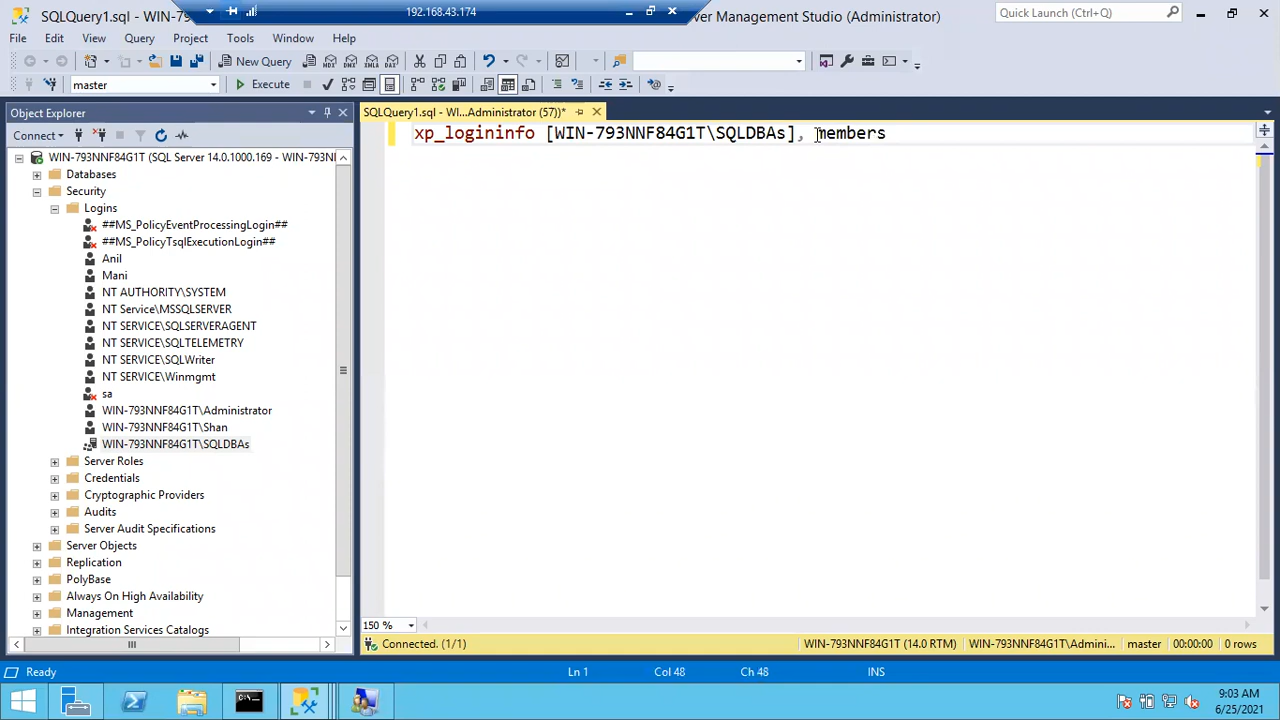 SQLQuery1.sql - WIN-79
192.168.43.174
er Management Studio (Administrator)
Quick Launch (Ctrl+Q)
File Edit View Query Project Tools Window Help
New Query
MDX DMX XMLA DAX
master
Execute
Object Explorer
SQLQuery1.sql - WI...Administrator (57))*
Connect
xp_logininfo [WIN-793NNF84G1T\SQLDBAs], members
WIN-793NNF84G1T (SQL Server 14.0.1000.169 - WIN-793N
Databases
Security
Logins
##MS_PolicyEventProcessingLogin##
##MS_PolicyTsqlExecutionLogin##
Anil
Mani
NT AUTHORITY\SYSTEM
NT Service\MSSQLSERVER
NT SERVICE\SQLSERVERAGENT
NT SERVICE\SQLTELEMETRY
NT SERVICE\SQLWriter
NT SERVICE\Winmgmt
sa
WIN-793NNF84G1T\Administrator
WIN-793NNF84G1T\Shan
WIN-793NNF84G1T\SQLDBAs
Server Roles
Credentials
Cryptographic Providers
Audits
Server Audit Specifications
Server Objects
Replication
PolyBase
Always On High Availability
Management
Integration Services Catalogs
150 %
Connected. (1/1)
WIN-793NNF84G1T (14.0 RTM)
WIN-793NNF84G1T\Admini...
master
00:00:00
0 rows
Ready
Ln 1
Col 48
Ch 48
INS
9:03 AM
6/25/2021